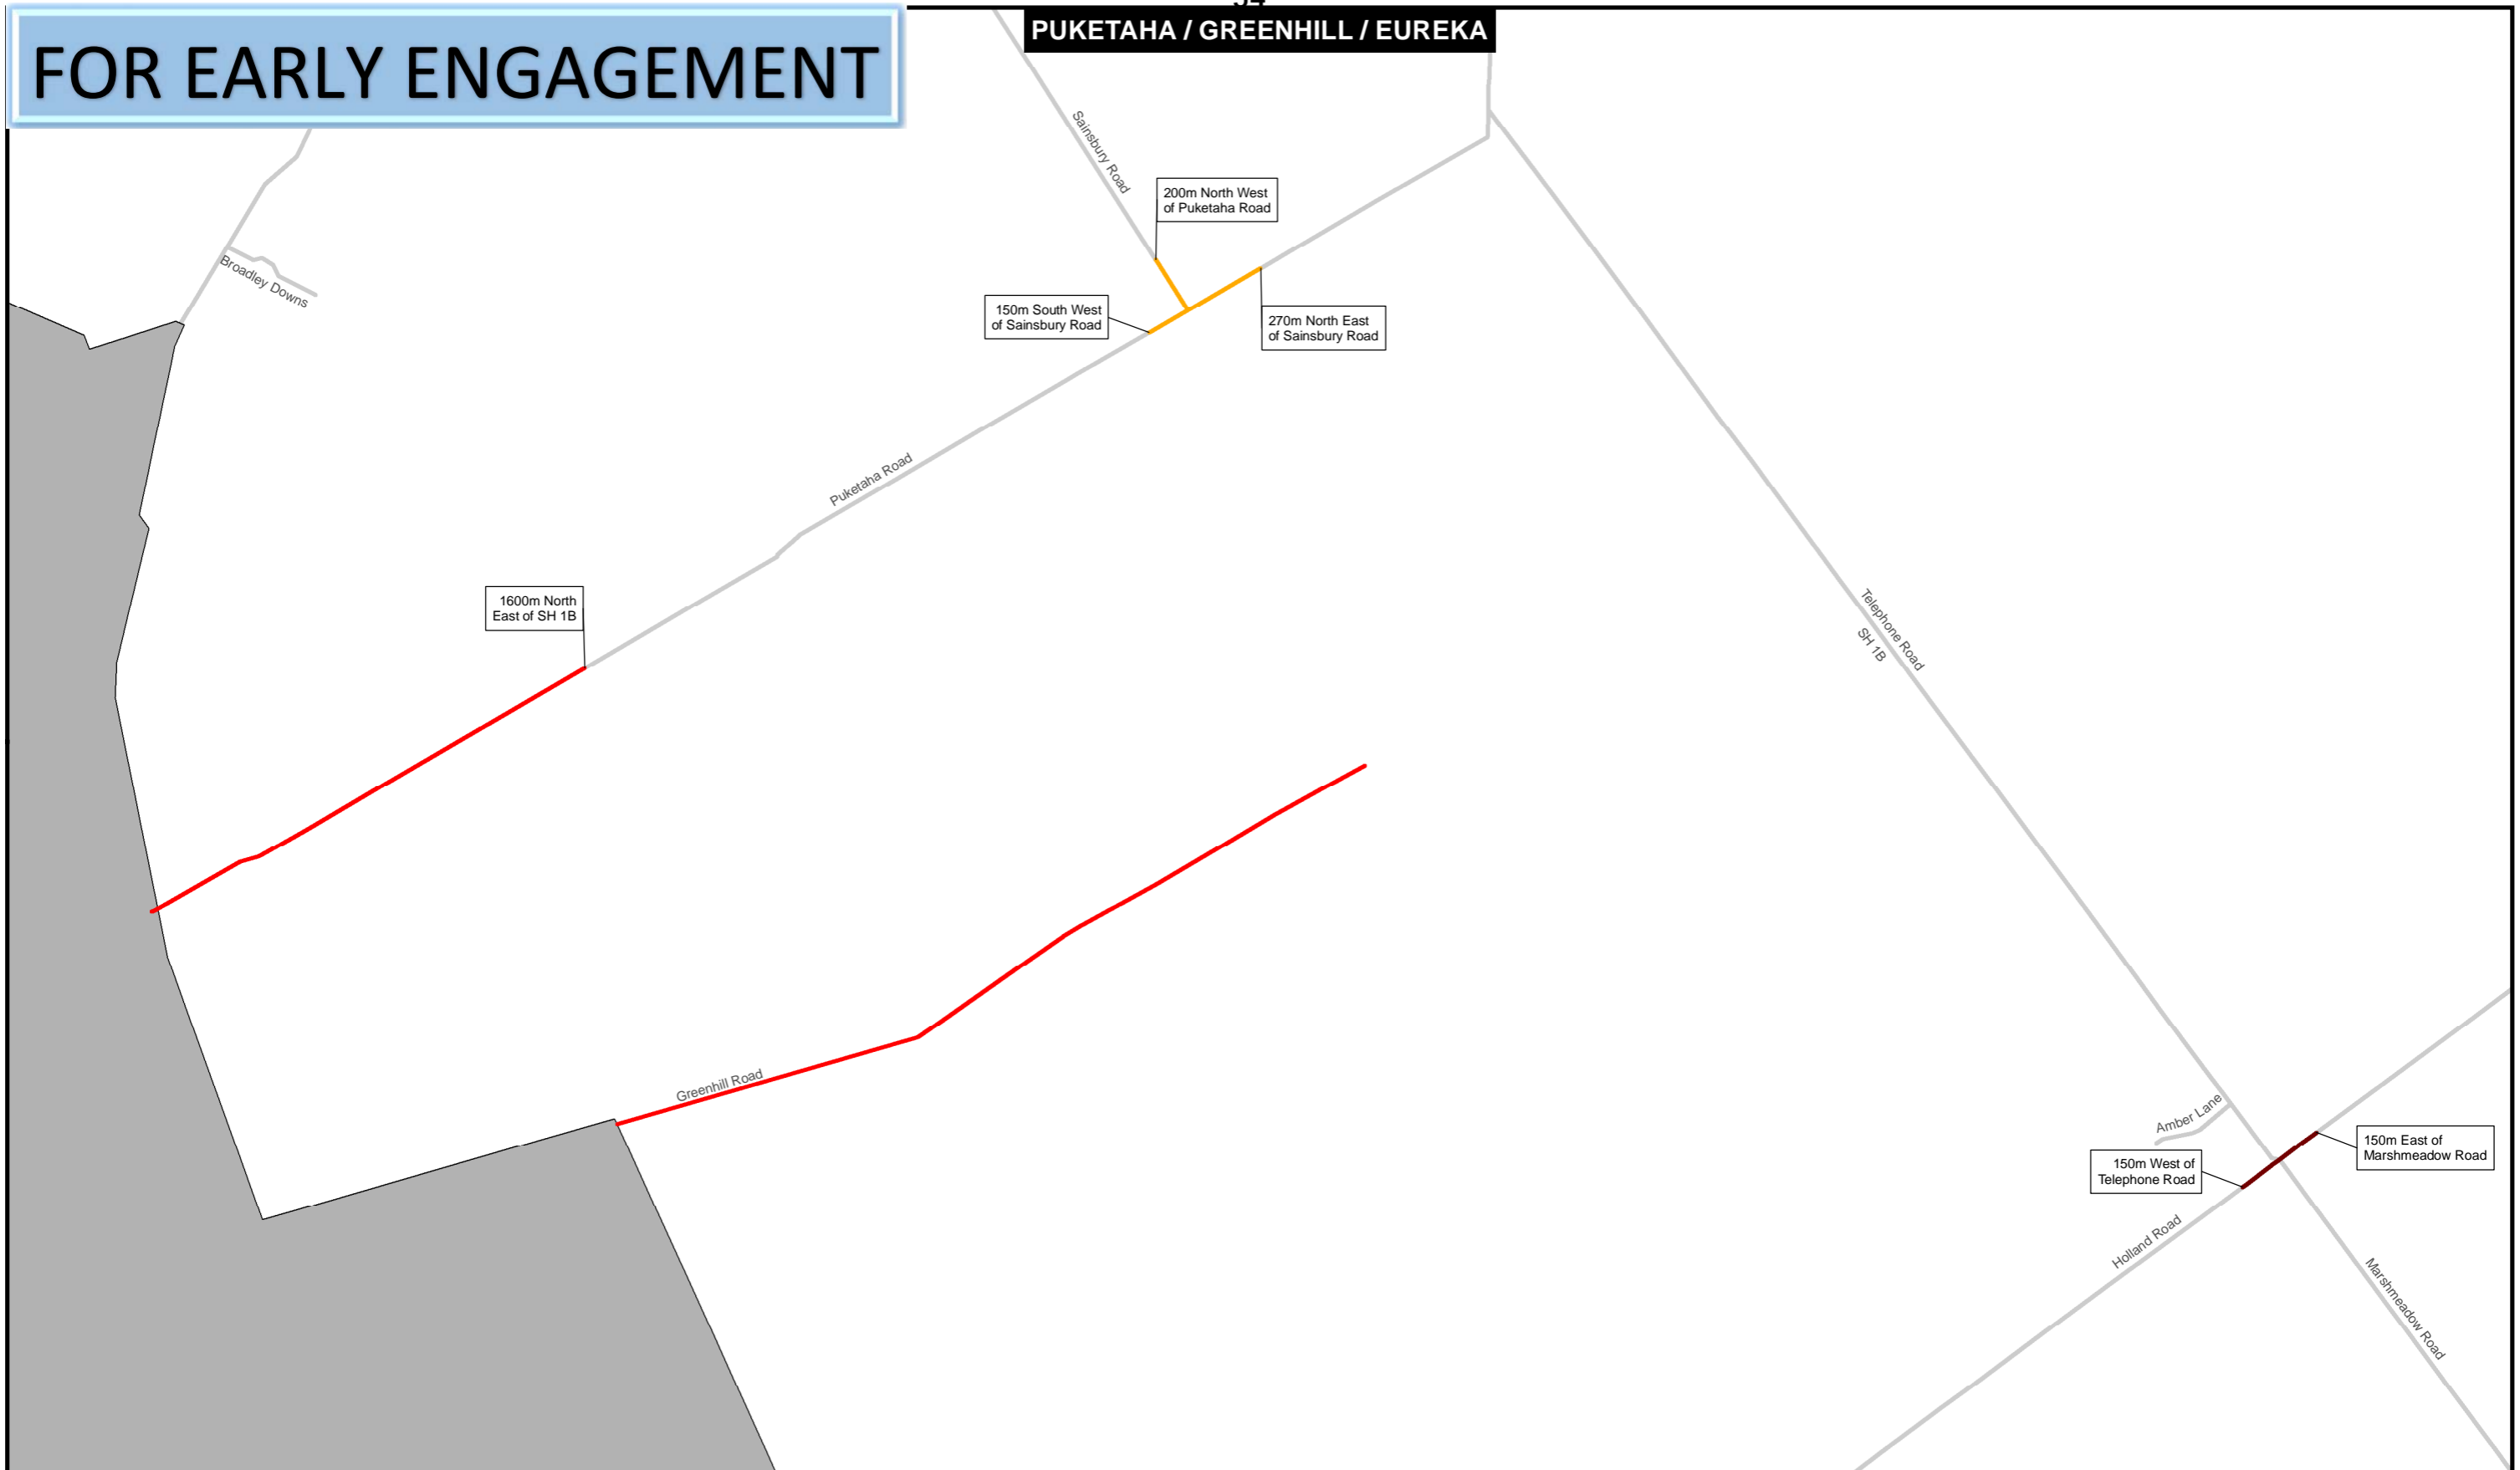 FOR EARLY ENGAGEMENT
PUKETAHA / GREENHILL / EUREKA
Sainsbury Road
200m North West
of Puketaha Road
Broadley Downs
150m South West
of Sainsbury Road
270m North East
of Sainsbury Road
Puketaha Road
1600m North
East of SH 1B
Telephone Road
SH 1B
Greenhill Road
Amber Lane
150m East of
Marshmeadow Road
150m West of
Telephone Road
Holland Road
Marshmeadow Road